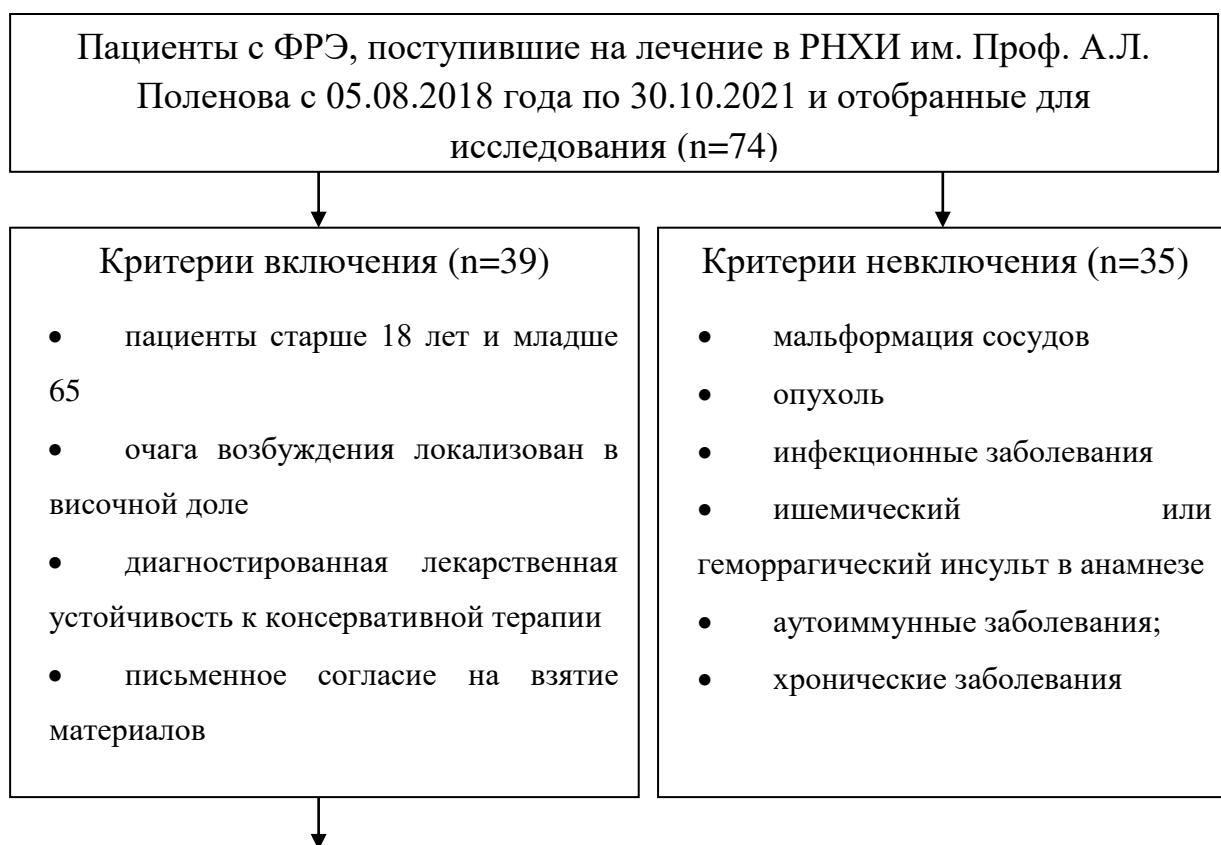 Пациенты с ФРЭ, поступившие на лечение в РНХИ им. Проф. А.Л.
Поленова с 05.08.2018 года по 30.10.2021 и отобранные для
исследования (n=74)
Критерии включения (n=39)
• пациенты старше 18 лет и младше
65
• очага возбуждения локализован в
височной доле
• диагностированная лекарственная
устойчивость к консервативной терапии
• письменное согласие на взятие
материалов
Критерии невключения (n=35)
• мальформация сосудов
• опухоль
• инфекционные заболевания
• ишемический или
геморрагический инсульт в анамнезе
• аутоиммунные заболевания;
• хронические заболевания